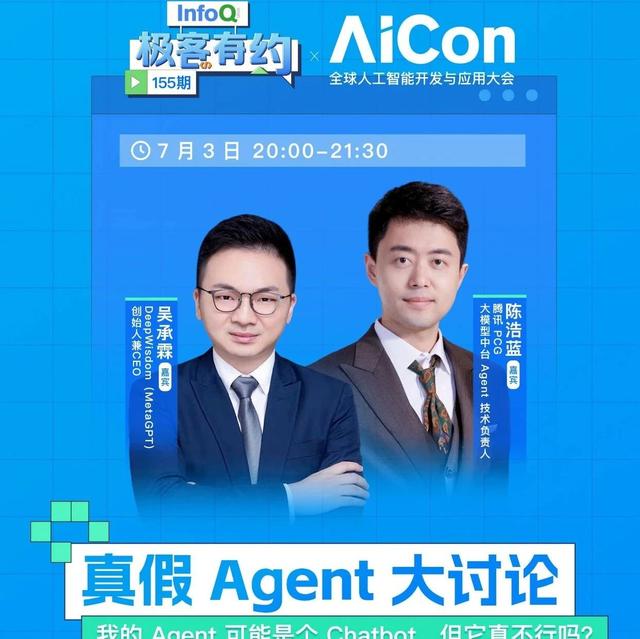 InfoQ
极客有约
155期
×
AiCon
全球人工智能开发与应用大会
7月3日 20:00-21:30
吴承霖 嘉宾
DeepWisdom（MetaGPT）
创始人兼CEO
陈浩蓝 嘉宾
腾讯 PCG
大模型中台 Agent 技术负责人
真假 Agent 大讨论
我的 Agent 可能是个 Chatbot，但它真不行吗？